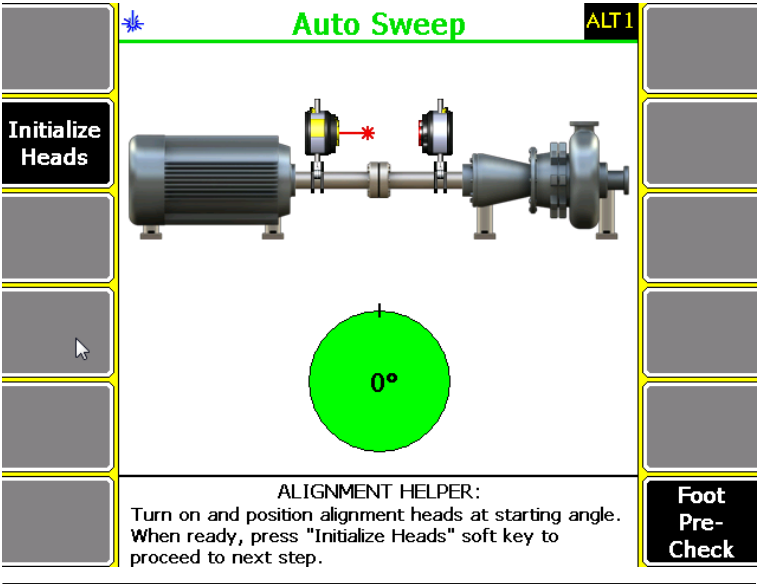 Auto Sweep
ALT1
Initialize
Heads
0°
ALIGNMENT HELPER:
Turn on and position alignment heads at starting angle.
When ready, press "Initialize Heads" soft key to
proceed to next step.
Foot
Pre-
Check